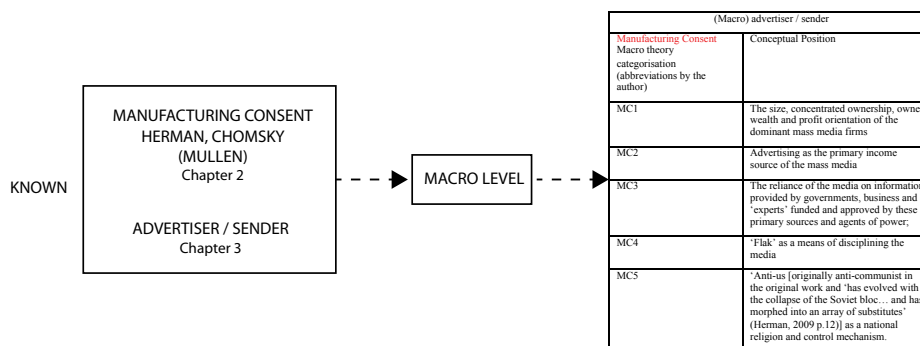 KNOWN
MANUFACTURING CONSENT
HERMAN, CHOMSKY
(MULLEN)
Chapter 2
ADVERTISER / SENDER
Chapter 3
MACRO LEVEL
(Macro) advertiser / sender
Manufacturing Consent
Macro theory
categorisation
(abbreviations by the
author)
Conceptual Position
MC1
The size, concentrated ownership, owne
wealth and profit orientation of the
dominant mass media firms
MC2
Advertising as the primary income
source of the mass media
MC3
The reliance of the media on information
provided by governments, business and
‘experts’ funded and approved by these
primary sources and agents of power;
MC4
‘Flak’ as a means of disciplining the
media
MC5
‘Anti-us [originally anti-communist in
the original work and ‘has evolved with
the collapse of the Soviet bloc… and has
morphed into an array of substitutes’
(Herman, 2009 p.12)] as a national
religion and control mechanism.